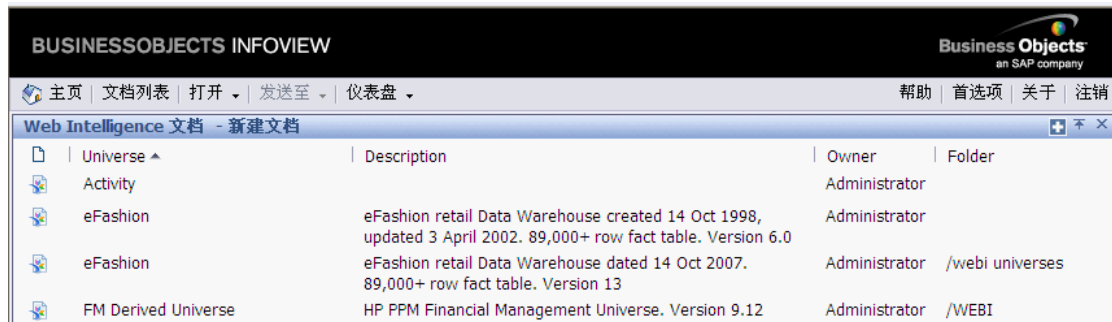 BUSINESSOBJECTS INFOVIEW
Business Objects
an SAP company
主页 | 文档列表 | 打开 | 发送至 | 仪表盘
帮助 | 首选项 | 关于 | 注销
Web Intelligence 文档 - 新建文档
Universe Description Owner Folder
Activity Administrator
eFashion eFashion retail Data Warehouse created 14 Oct 1998, Administrator
updated 3 April 2002. 89,000+ row fact table. Version 6.0
eFashion eFashion retail Data Warehouse dated 14 Oct 2007. Administrator /webi universes
89,000+ row fact table. Version 13
FM Derived Universe HP PPM Financial Management Universe. Version 9.12 Administrator /WEBI